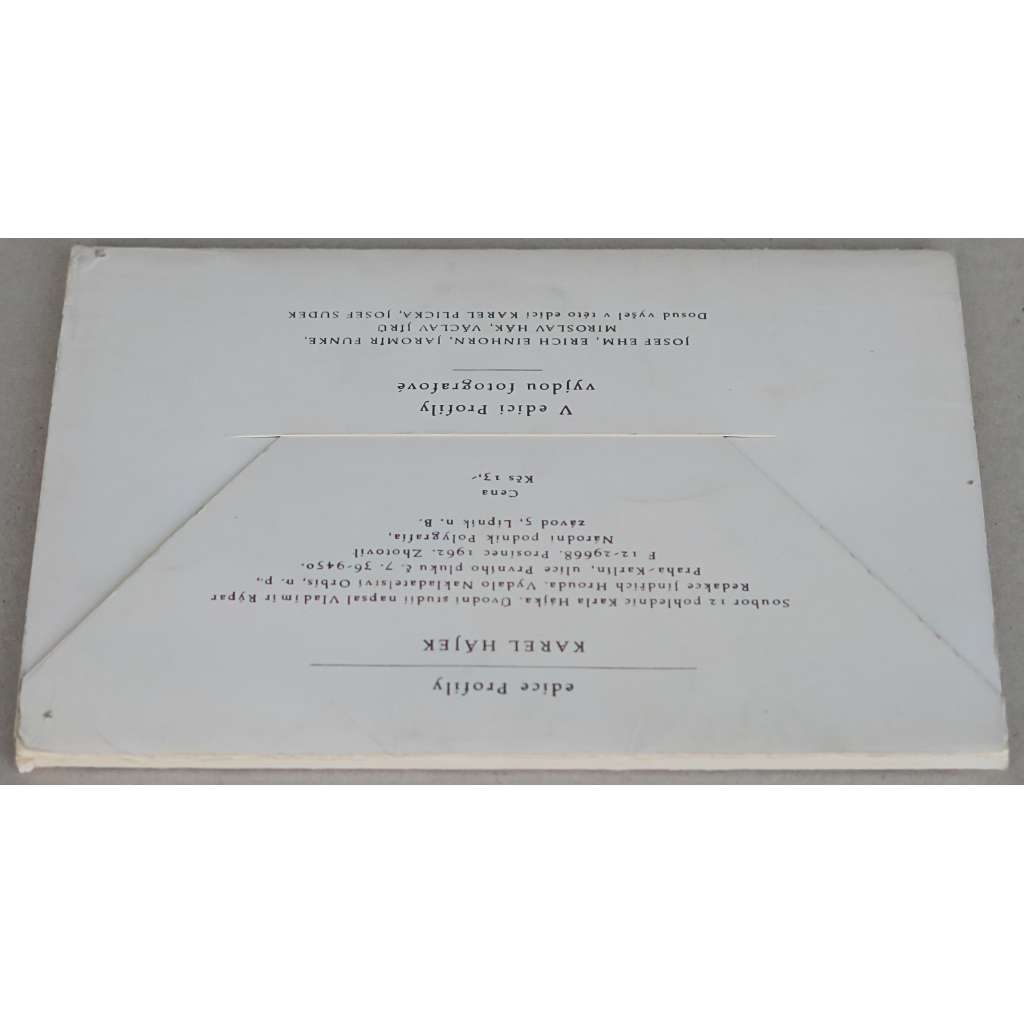 edice Profily
KAREL HÁJEK
Soubor 12 pohlednic Karla Hájka. Úvodní studii napsal Vladimír Rýpar
Redakce Jindřich Hrouda. Vydalo Nakladatelství Orbis, n. p.,
Praha-Karlín, ulice Prvního pluku č. 7. 36-9450.
F 12-29668. Prosinec 1962. Zhotovil
Národní podnik Polygrafia,
závod 5, Lipník n. B.
Cena
Kčs 13,-
V edici Profily
vyjdou fotografové
JOSEF EHM, ERICH EINHORN, JAROMÍR FUNKE,
MIROSLAV HÁK, VÁCLAV JÍRŮ
Dosud vyšel v této edici KAREL PLICKA, JOSEF SUDEK